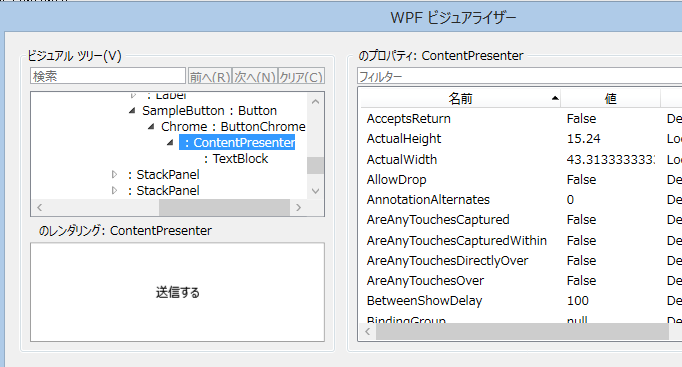 WPF ビジュアライザー
ビジュアル ツリー(V)
検索
前へ(R)
次へ(N)
クリア(C)
: Label
SampleButton : Button
Chrome : ButtonChrome
: ContentPresenter
: TextBlock
: StackPanel
: StackPanel
のレンダリング: ContentPresenter
送信する
のプロパティ: ContentPresenter
フィルター
名前 値
AcceptsReturn False De
ActualHeight 15.24 Loc
ActualWidth 43.313333333 Loc
AllowDrop False De
AnnotationAlternates 0 De
AreAnyTouchesCaptured False De
AreAnyTouchesCapturedWithin False De
AreAnyTouchesDirectlyOver False De
AreAnyTouchesOver False De
BetweenShowDelay 100 De
BindingGroup null De